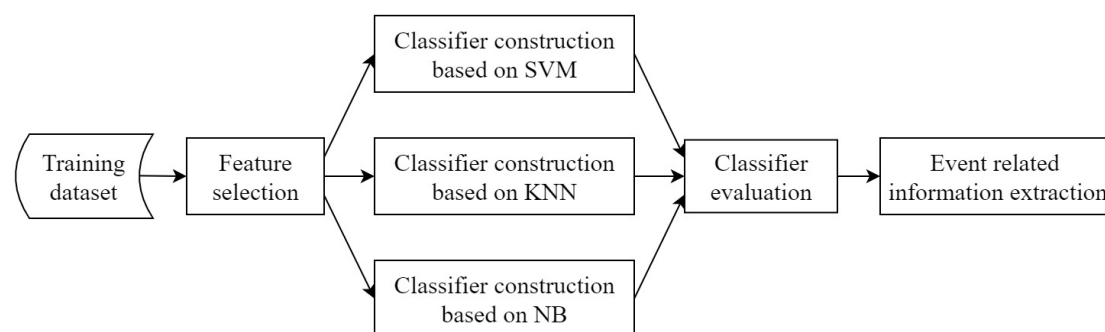 Training
dataset
Feature
selection
Classifier construction
based on SVM
Classifier construction
based on KNN
Classifier construction
based on NB
Classifier
evaluation
Event related
information extraction